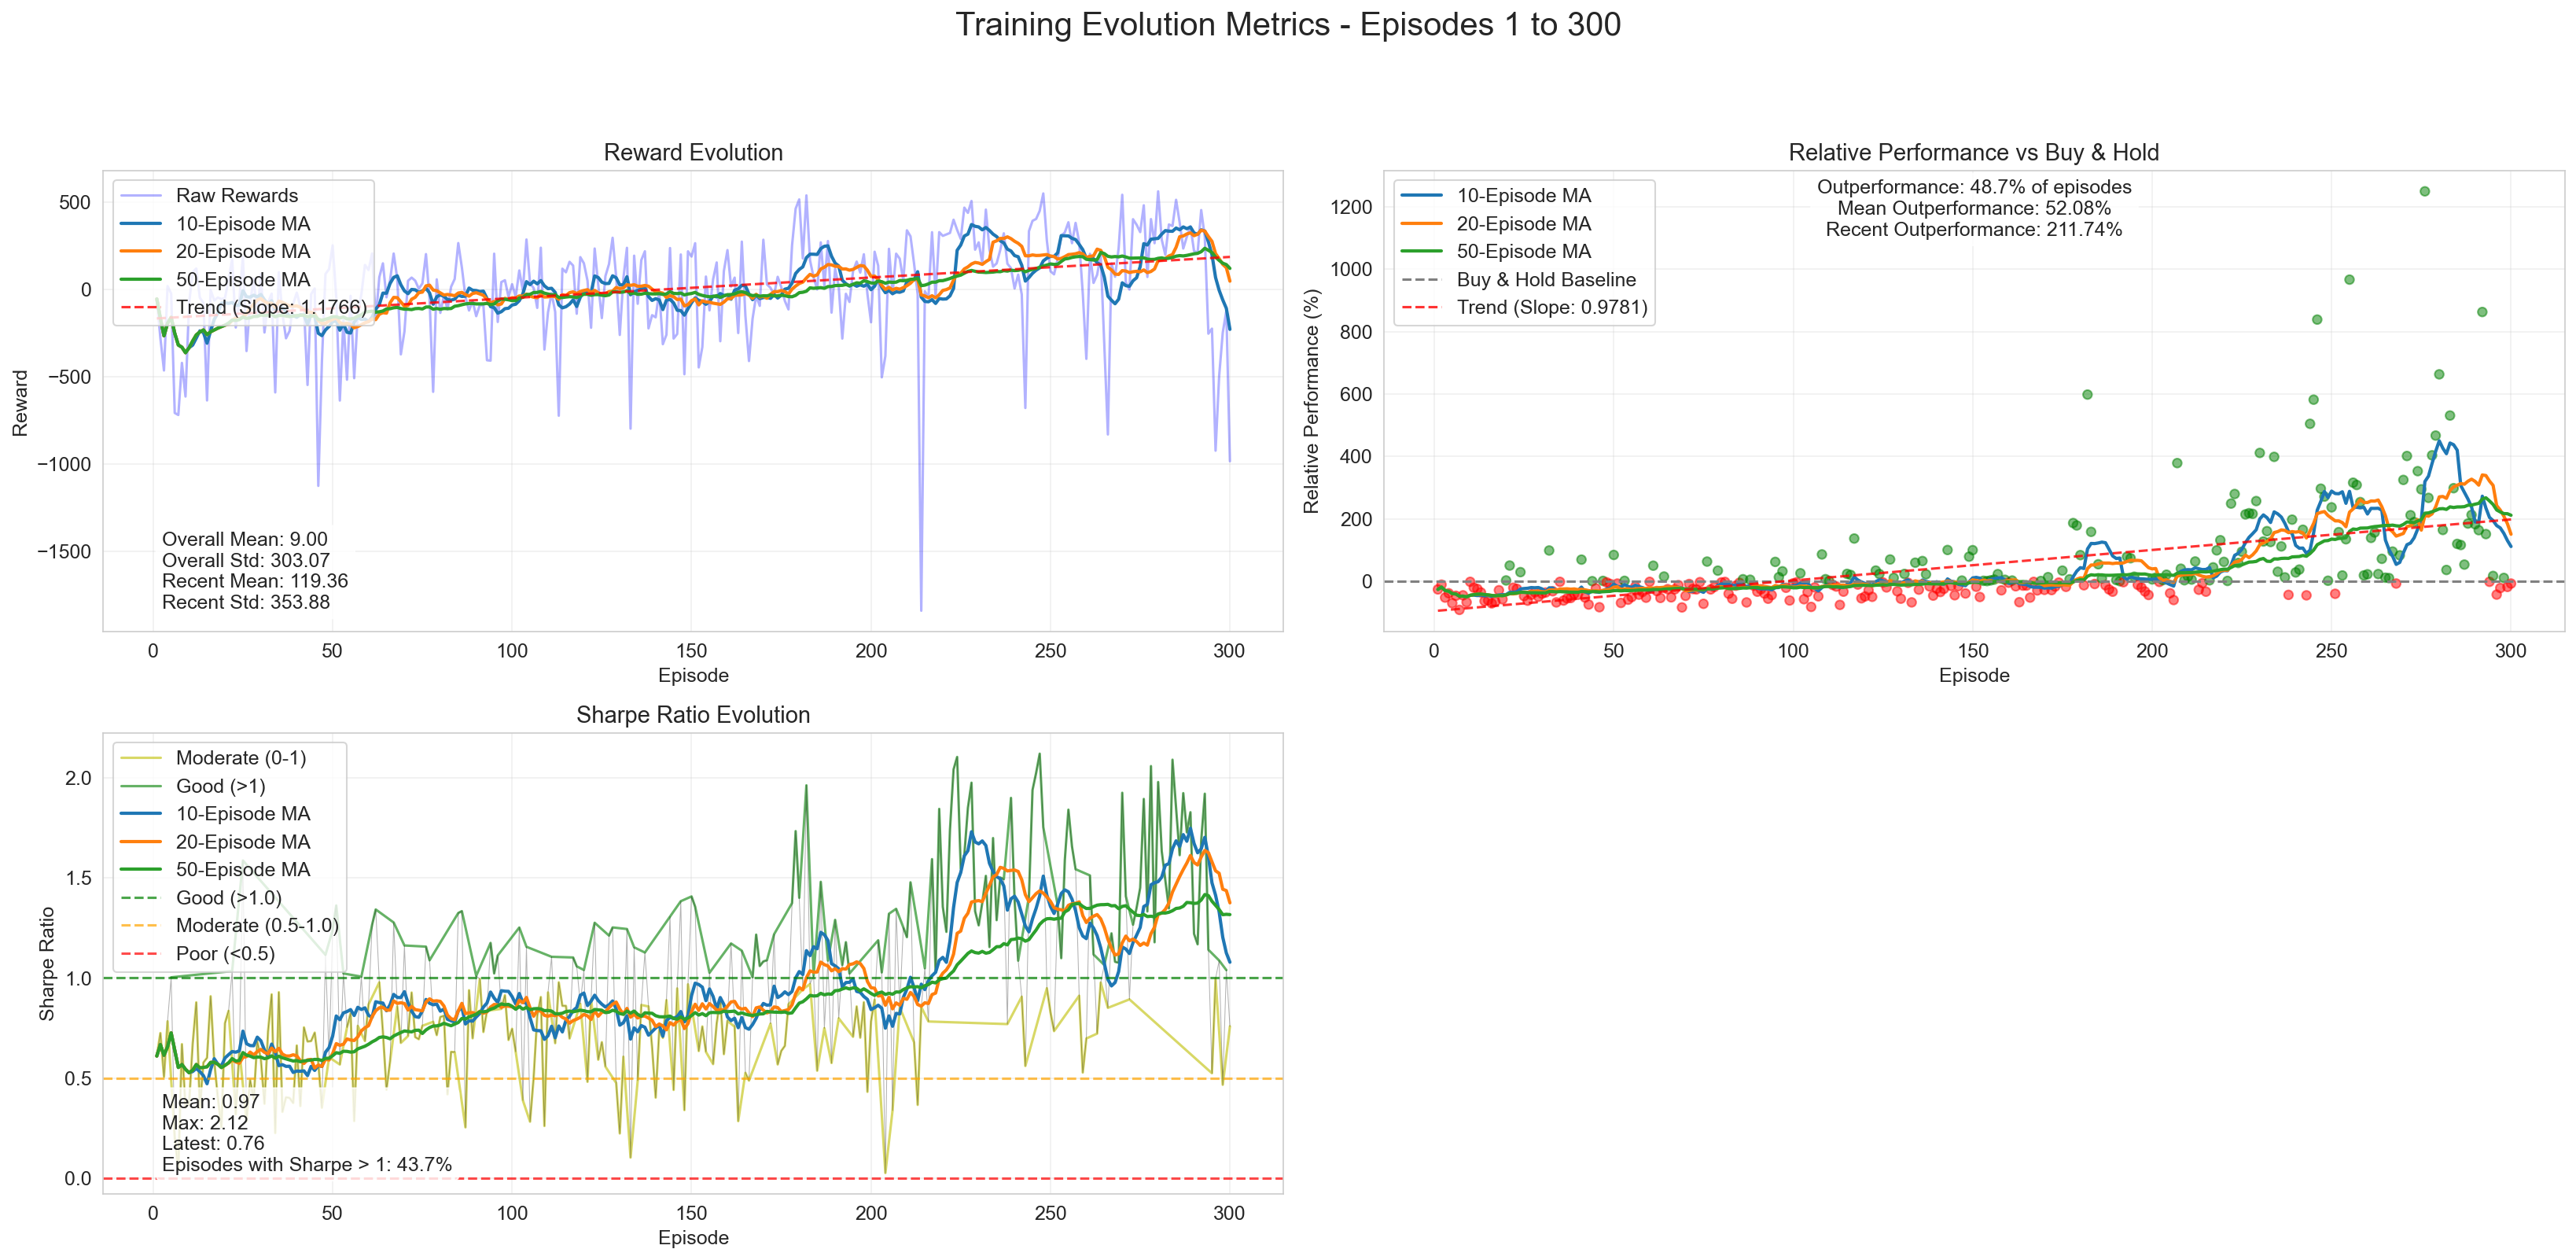 Training Evolution Metrics - Episodes 1 to 300
Reward Evolution
Raw Rewards
10-Episode MA
20-Episode MA
50-Episode MA
Trend (Slope: 1.1766)
Overall Mean: 9.00
Overall Std: 303.07
Recent Mean: 119.36
Recent Std: 353.88
Reward
500
0
−500
−1000
−1500
0 50 100 150 200 250 300
Episode
Relative Performance vs Buy & Hold
10-Episode MA
20-Episode MA
50-Episode MA
Buy & Hold Baseline
Trend (Slope: 0.9781)
Outperformance: 48.7% of episodes
Mean Outperformance: 52.08%
Recent Outperformance: 211.74%
Relative Performance (%)
1200
1000
800
600
400
200
0
0 50 100 150 200 250 300
Episode
Sharpe Ratio Evolution
Moderate (0-1)
Good (>1)
10-Episode MA
20-Episode MA
50-Episode MA
Good (>1.0)
Moderate (0.5-1.0)
Poor (<0.5)
Mean: 0.97
Max: 2.12
Latest: 0.76
Episodes with Sharpe > 1: 43.7%
Sharpe Ratio
2.0
1.5
1.0
0.5
0.0
0 50 100 150 200 250 300
Episode